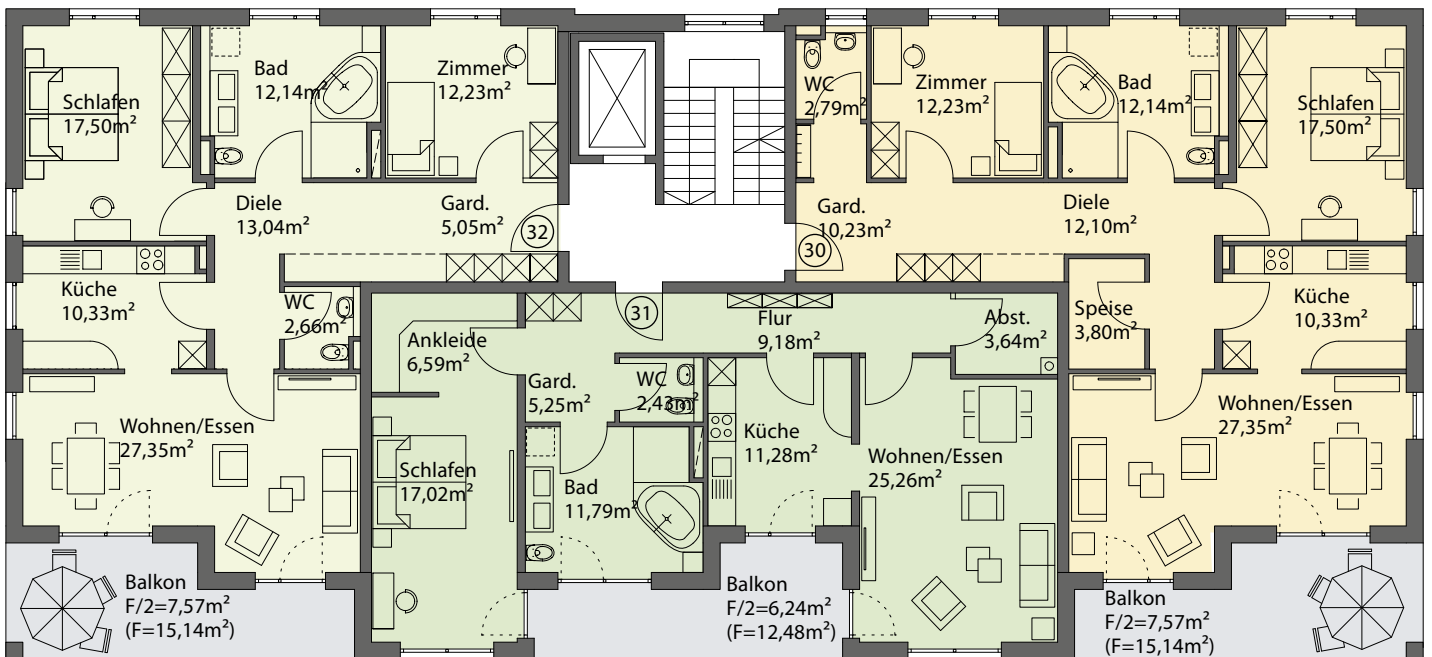 Schlafen
17,50m²
Bad
12,14m²
Zimmer
12,23m²
Diele
13,04m²
Gard.
5,05m²
32
Küche
10,33m²
WC
2,66m²
Wohnen/Essen
27,35m²
Balkon
F/2=7,57m²
(F=15,14m²)
WC
2,79m²
Zimmer
12,23m²
Bad
12,14m²
Schlafen
17,50m²
Gard.
10,23m²
30
Diele
12,10m²
Speise
3,80m²
Küche
10,33m²
Wohnen/Essen
27,35m²
Balkon
F/2=7,57m²
(F=15,14m²)
31
Ankleide
6,59m²
Flur
9,18m²
Abst.
3,64m²
Gard.
5,25m²
WC
2,43m²
Küche
11,28m²
Wohnen/Essen
25,26m²
Schlafen
17,02m²
Bad
11,79m²
Balkon
F/2=6,24m²
(F=12,48m²)